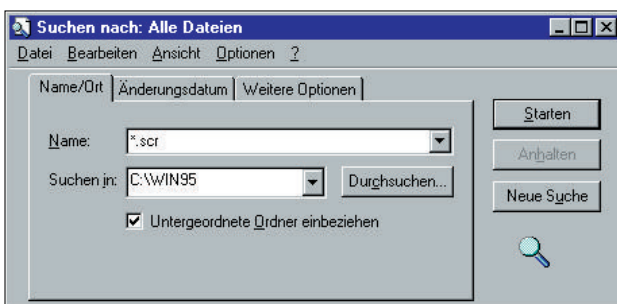 Suchen nach: Alle Dateien
Datei Bearbeiten Ansicht Optionen ?
Name/Ort Änderungsdatum Weitere Optionen
Name: *.scr
Suchen in: C:\WIN95 Durchsuchen...
Untergeordnete Ordner einbeziehen
Starten
Anhalten
Neue Suche